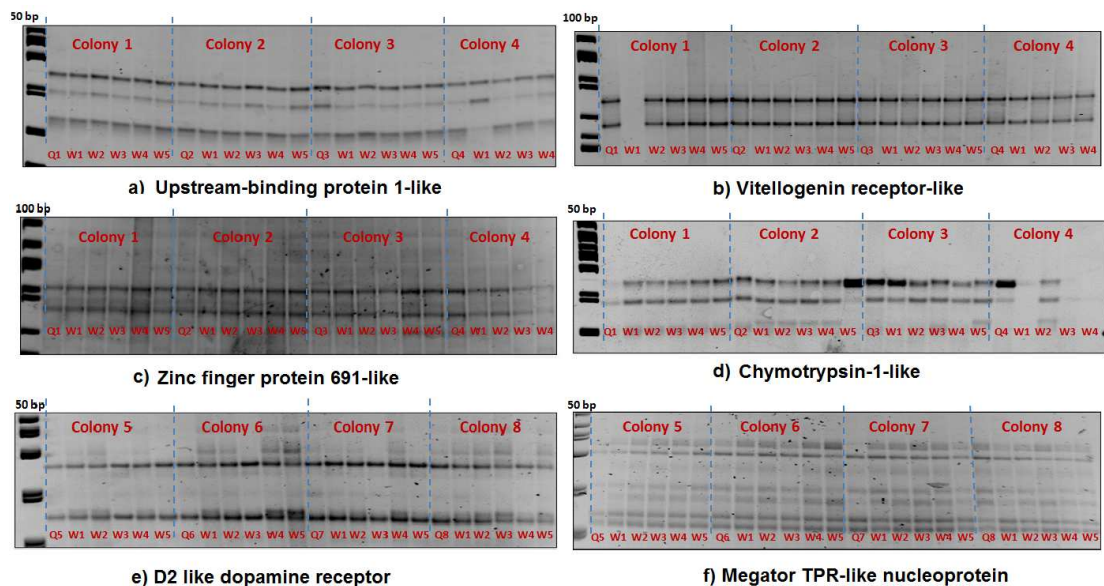 50 bp
Colony 1 Colony 2 Colony 3 Colony 4
Q1 W1 W2 W3 W4 W5 Q2 W1 W2 W3 W4 W5 Q3 W1 W2 W3 W4 W5 Q4 W1 W2 W3 W4
a) Upstream-binding protein 1-like
100 bp
Colony 1 Colony 2 Colony 3 Colony 4
Q1 W1 W2 W3 W4 W5 Q2 W1 W2 W3 W4 W5 Q3 W1 W2 W3 W4 W5 Q4 W1 W2 W3 W4
b) Vitellogenin receptor-like
100 bp
Colony 1 Colony 2 Colony 3 Colony 4
Q1 W1 W2 W3 W4 W5 Q2 W1 W2 W3 W4 W5 Q3 W1 W2 W3 W4 W5 Q4 W1 W2 W3 W4
c) Zinc finger protein 691-like
50 bp
Colony 1 Colony 2 Colony 3 Colony 4
Q1 W1 W2 W3 W4 W5 Q2 W1 W2 W3 W4 W5 Q3 W1 W2 W3 W4 W5 Q4 W1 W2 W3 W4
d) Chymotrypsin-1-like
50 bp
Colony 5 Colony 6 Colony 7 Colony 8
Q5 W1 W2 W3 W4 W5 Q6 W1 W2 W3 W4 W5 Q7 W1 W2 W3 W4 W5 Q8 W1 W2 W3 W4 W5
e) D2 like dopamine receptor
50 bp
Colony 5 Colony 6 Colony 7 Colony 8
Q5 W1 W2 W3 W4 W5 Q6 W1 W2 W3 W4 W5 Q7 W1 W2 W3 W4 W5 Q8 W1 W2 W3 W4 W5
f) Megator TPR-like nucleoprotein